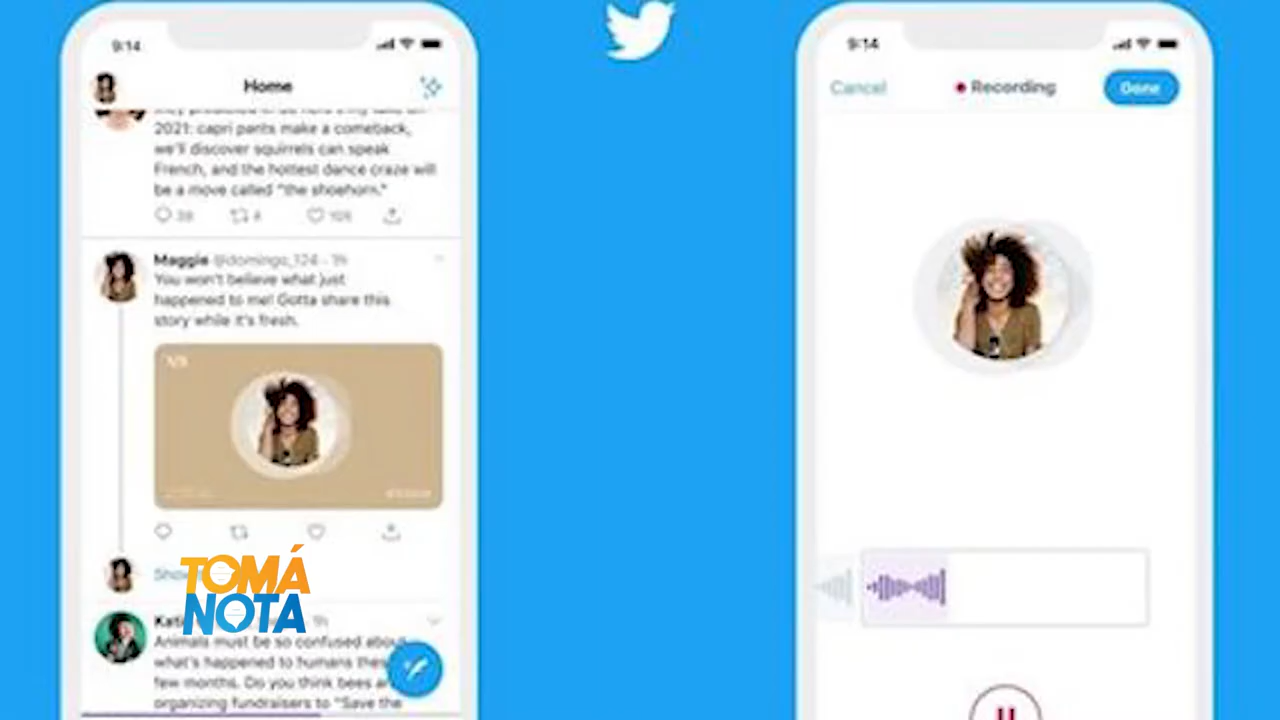 9:14
Home
2021: capri pants make a comeback,
we'll discover squirrels can speak
French, and the hottest dance craze will
be a move called "the shoehorn."
Maggie @domingo_124 · 1h
You won't believe what just
happened to me! Gotta share this
story while it's fresh.
TOMÁ
NOTA
1h
Animals must be so confused about
what's happened to humans
few months. Do you think bees
organizing fundraisers to "Save the
9:14
Cancel
Recording
Done